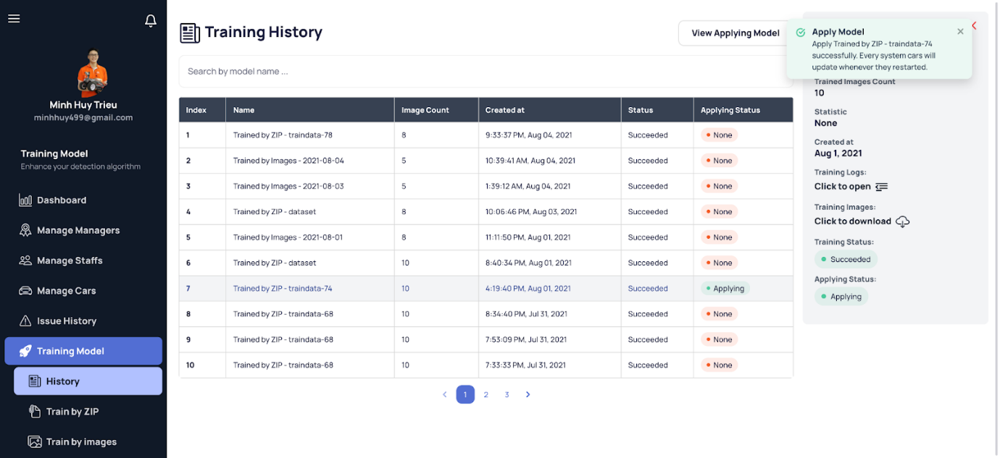 Minh Huy Trieu
minhhuy499@gmail.com
Training Model
Enhance your detection algorithm
Dashboard
Manage Managers
Manage Staffs
Manage Cars
Issue History
Training Model
History
Train by ZIP
Train by images
Training History
View Applying Model
Search by model name ...
Index Name Image Count Created at Status Applying Status
1 Trained by ZIP - traindata-78 8 9:33:37 PM, Aug 04, 2021 Succeeded None
2 Trained by Images - 2021-08-04 5 10:39:41 AM, Aug 04, 2021 Succeeded None
3 Trained by Images - 2021-08-03 5 1:39:12 AM, Aug 04, 2021 Succeeded None
4 Trained by ZIP - dataset 8 10:06:46 PM, Aug 03, 2021 Succeeded None
5 Trained by Images - 2021-08-01 8 11:11:50 PM, Aug 01, 2021 Succeeded None
6 Trained by ZIP - dataset 10 8:40:34 PM, Aug 01, 2021 Succeeded None
7 Trained by ZIP - traindata-74 10 4:19:40 PM, Aug 01, 2021 Succeeded Applying
8 Trained by ZIP - traindata-68 10 8:34:40 PM, Jul 31, 2021 Succeeded None
9 Trained by ZIP - traindata-68 10 7:53:09 PM, Jul 31, 2021 Succeeded None
10 Trained by ZIP - traindata-68 10 7:33:33 PM, Jul 31, 2021 Succeeded None
1 2 3
Apply Model
Apply Trained by ZIP - traindata-74
successfully. Every system cars will
update whenever they restarted.
Trained Images Count
10
Statistic
None
Created at
Aug 1, 2021
Training Logs:
Click to open
Training Images:
Click to download
Training Status:
Succeeded
Applying Status:
Applying